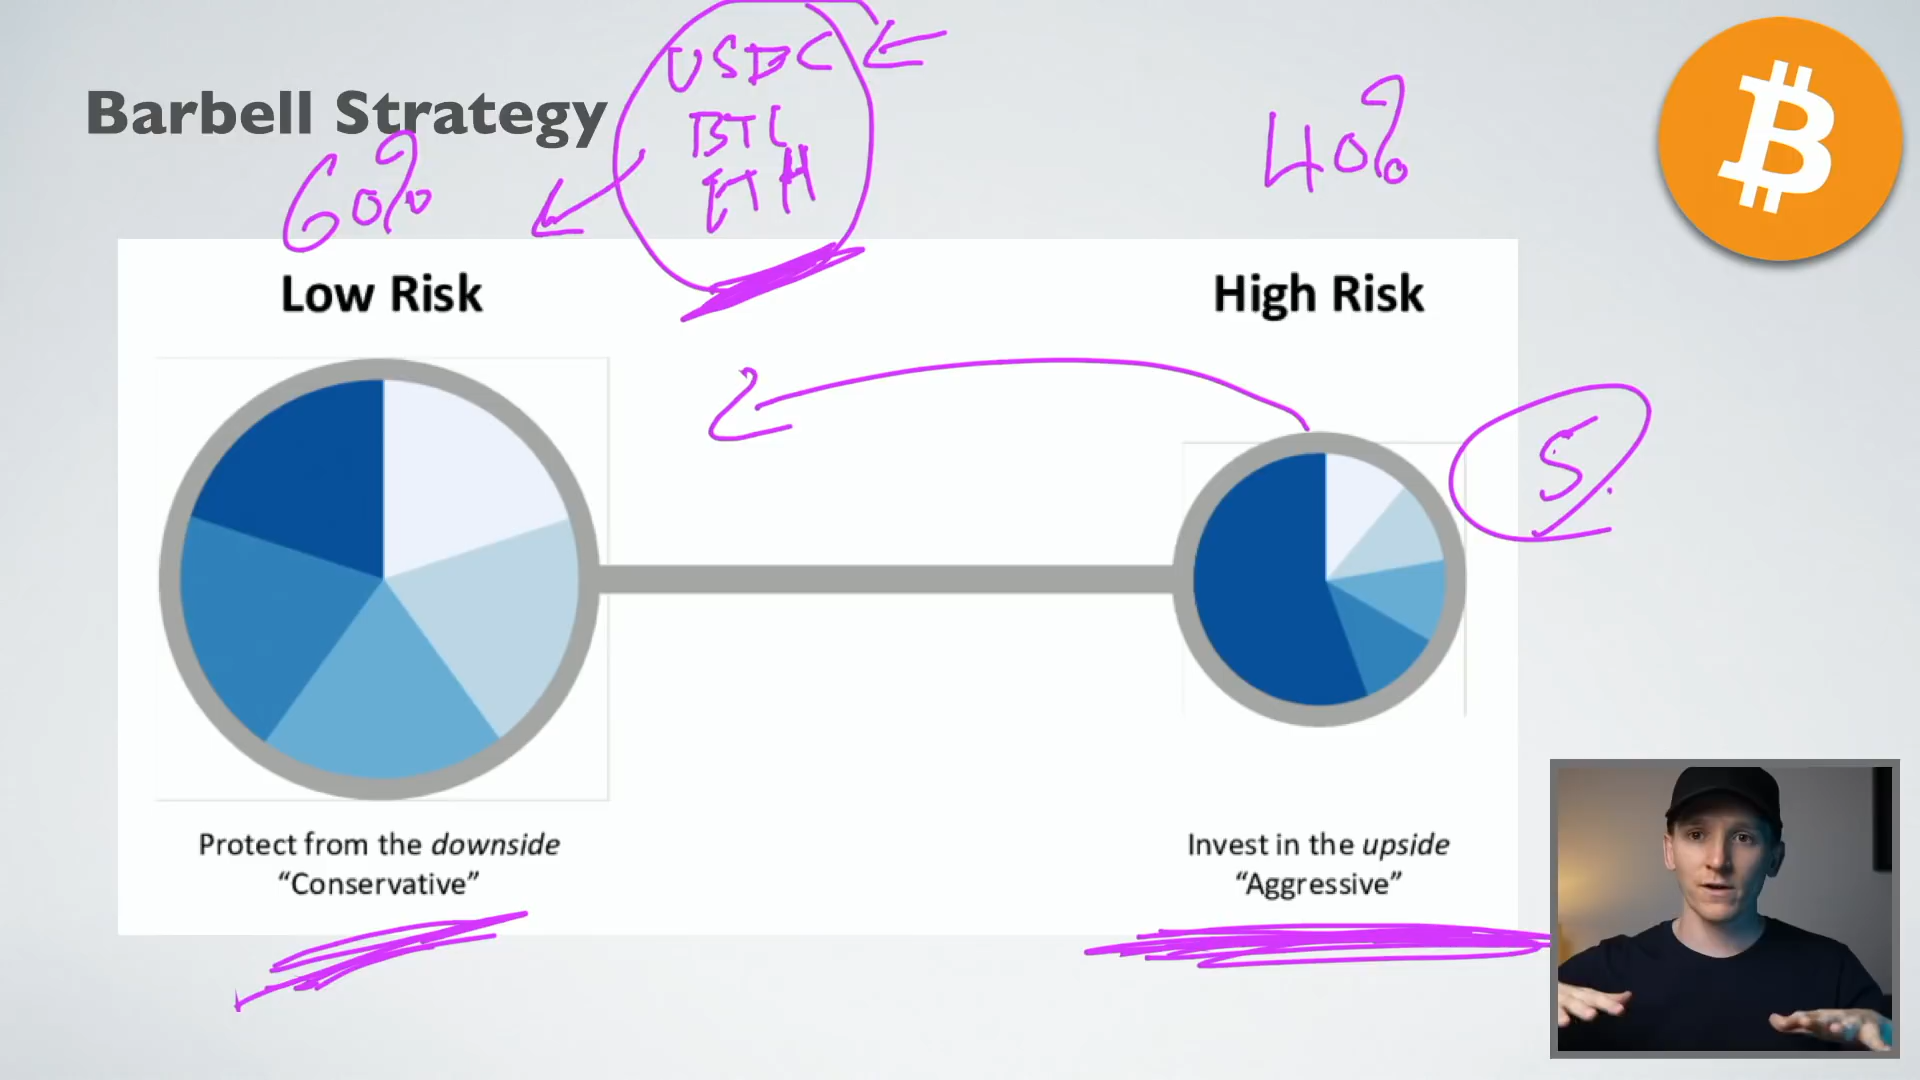 USDC
Barbell Strategy
BTC
ETH
60%
40%
Low Risk
High Risk
5
Protect from the downside
“Conservative”
Invest in the upside
“Aggressive”